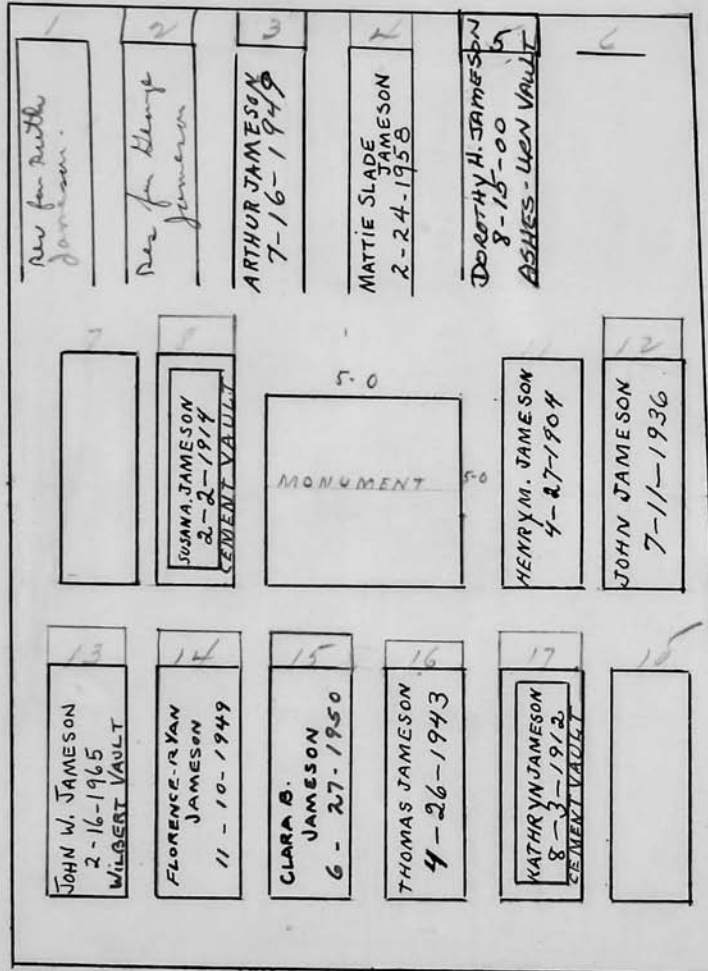 1
Res for Ruth
Jameson.
2
Res for George
Jameson
3
ARTHUR JAMESON
7-16-1949
4
MATTIE SLADE
JAMESON
2-24-1958
5
DOROTHY H. JAMESON
8-15-00
ASHES-URN VAULT
6
7
8
SUSAN A. JAMESON
2-2-1914
CEMENT VAULT
5-0
MONUMENT
5-0
11
HENRY M. JAMESON
4-27-1904
12
JOHN JAMESON
7-11-1936
13
JOHN W. JAMESON
2-16-1965
WILBERT VAULT
14
FLORENCE-RYAN
JAMESON
11-10-1949
15
CLARA B.
JAMESON
6-27-1950
16
THOMAS JAMESON
4-26-1943
17
KATHRYN JAMESON
8-3-1912
CEMENT VAULT